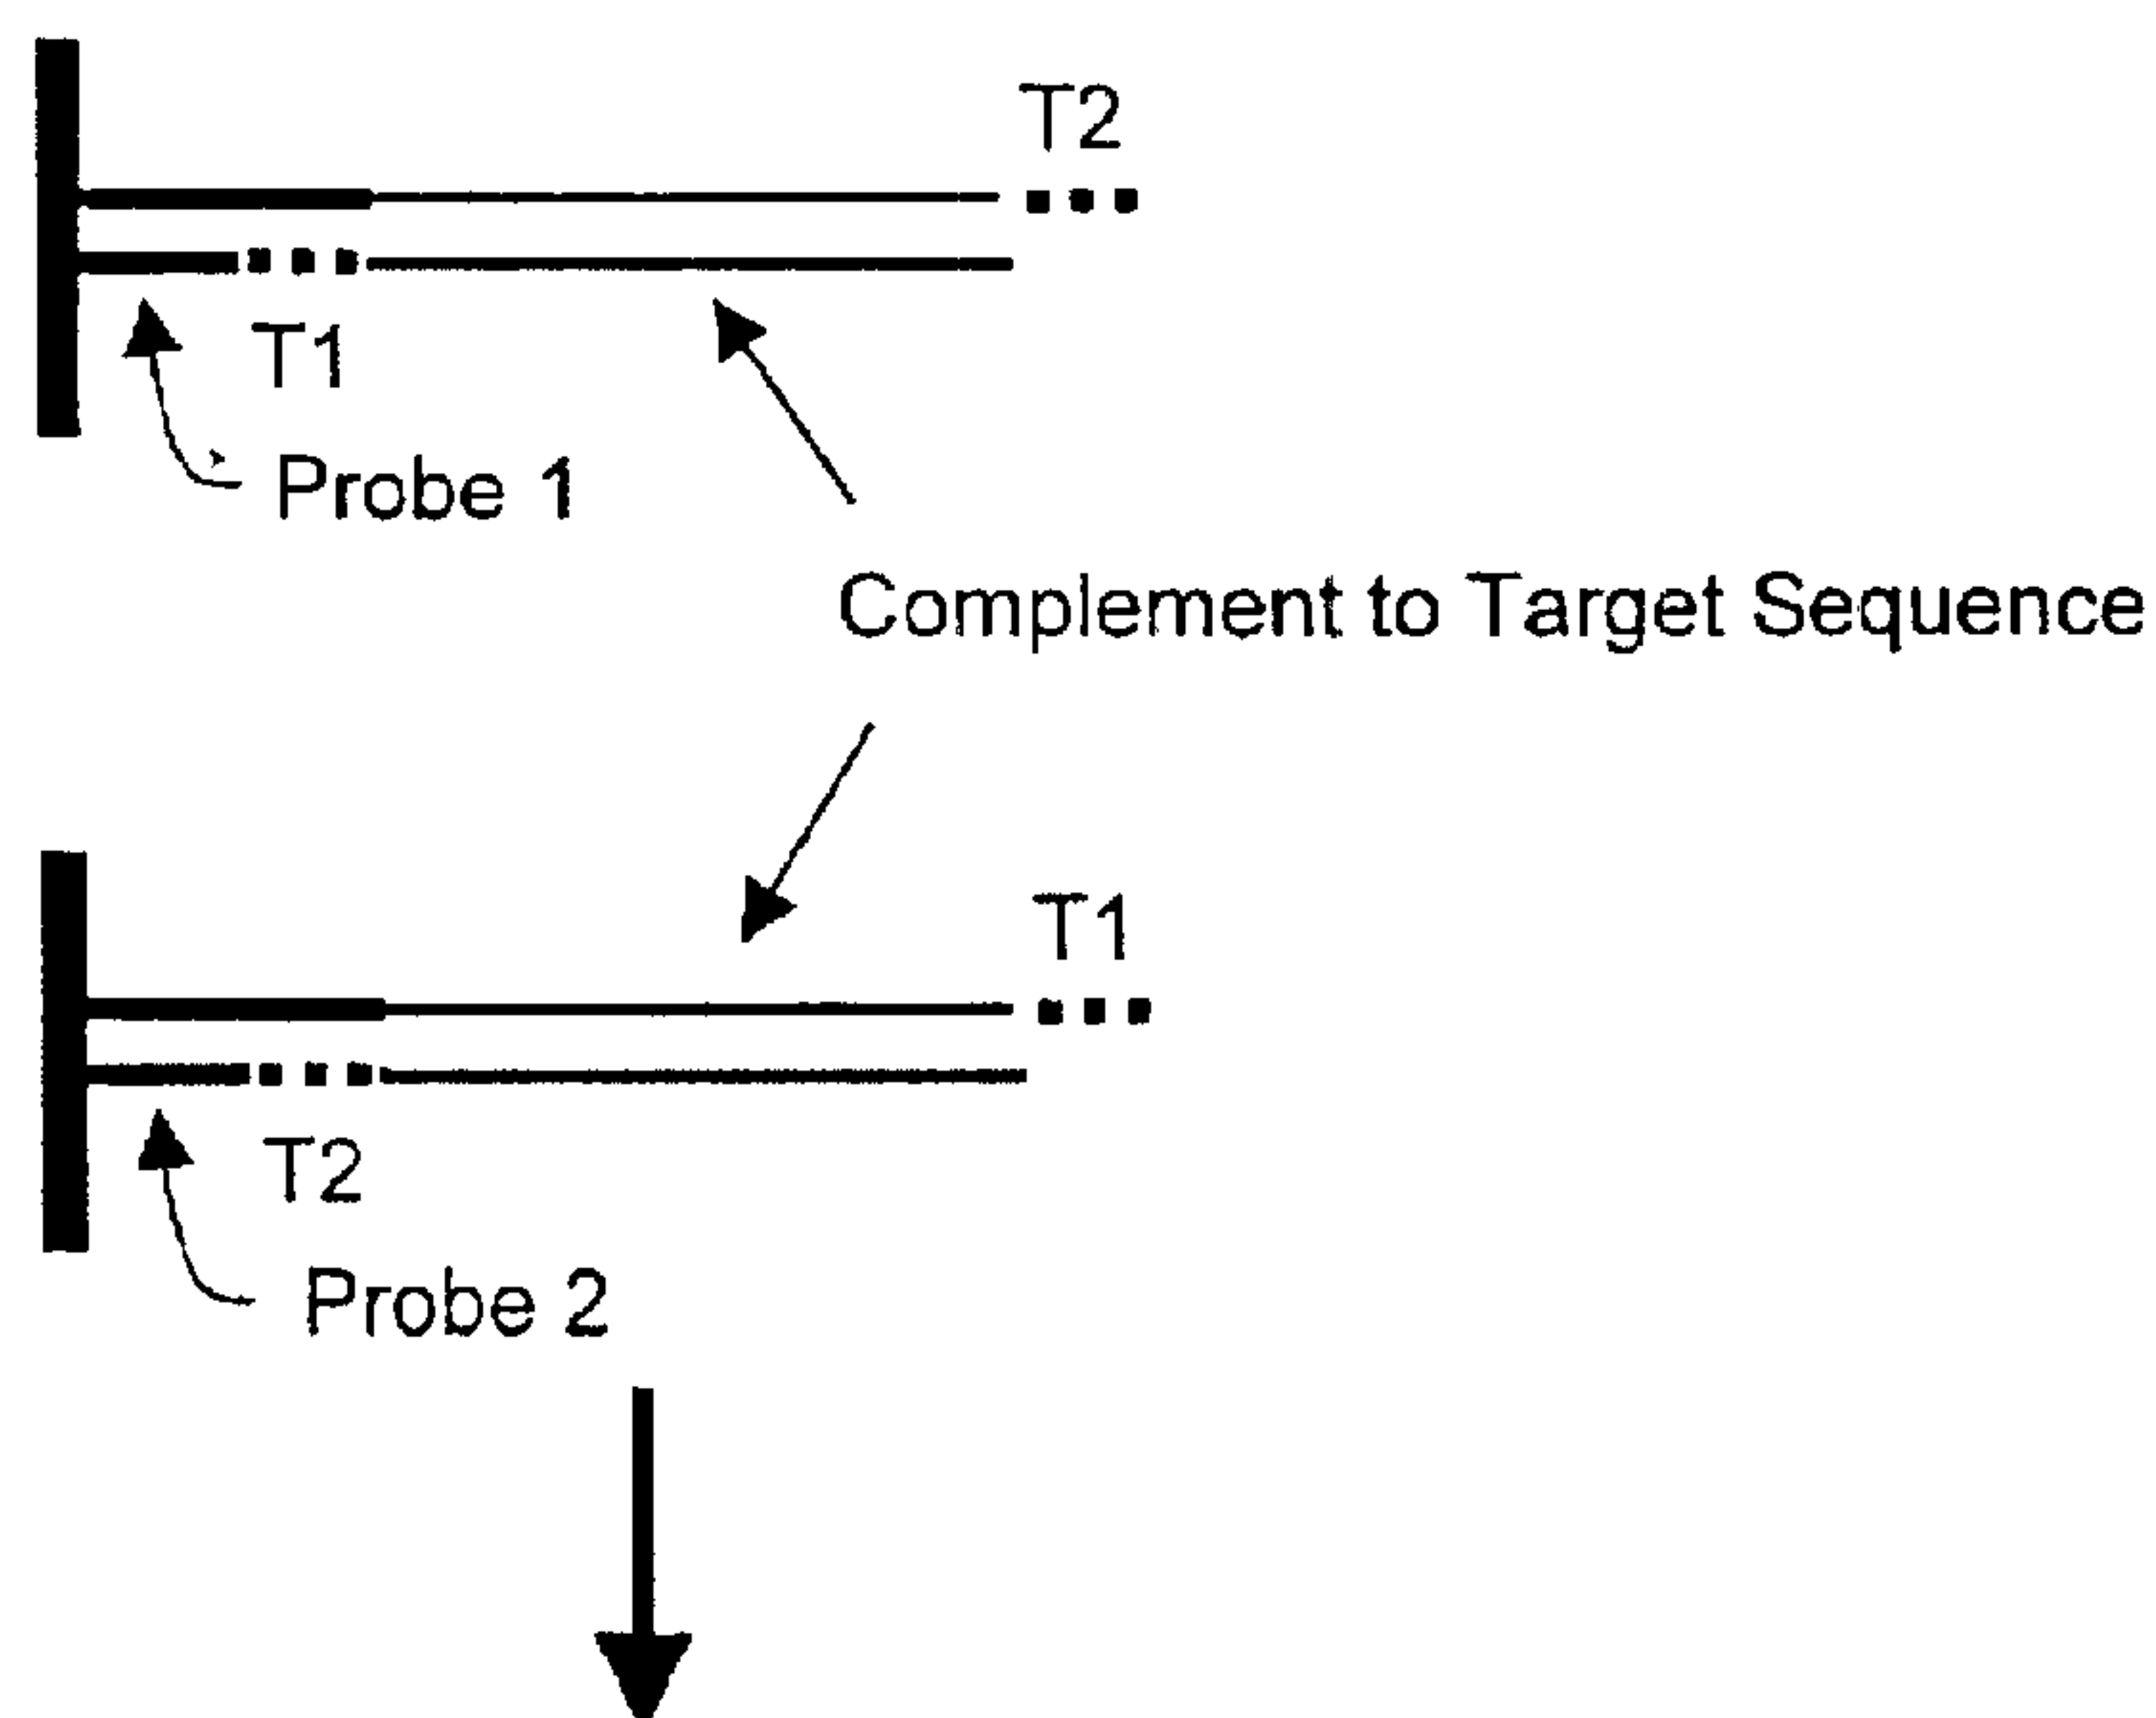 T2
T1
Probe 1
Complement to Target Sequence
T1
T2
Probe 2